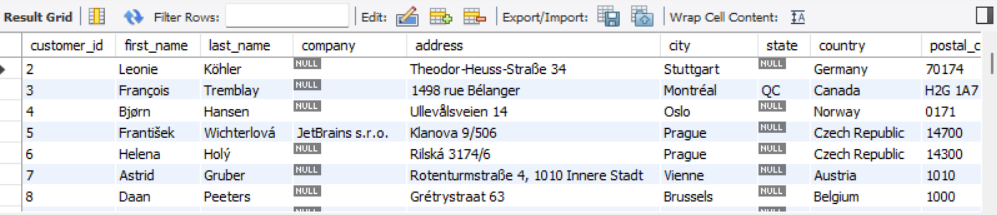 Result Grid Filter Rows: Edit: Export/Import: Wrap Cell Content:
customer_id first_name last_name company address city state country postal_c
2 Leonie Köhler NULL Theodor-Heuss-Straße 34 Stuttgart NULL Germany 70174
3 François Tremblay NULL 1498 rue Bélanger Montréal QC Canada H2G 1A7
4 Bjørn Hansen NULL Ullevålsveien 14 Oslo NULL Norway 0171
5 František Wichterlová JetBrains s.r.o. Klanova 9/506 Prague NULL Czech Republic 14700
6 Helena Holý NULL Rilská 3174/6 Prague NULL Czech Republic 14300
7 Astrid Gruber NULL Rotenturmstraße 4, 1010 Innere Stadt Vienne NULL Austria 1010
8 Daan Peeters NULL Grétrystraat 63 Brussels NULL Belgium 1000